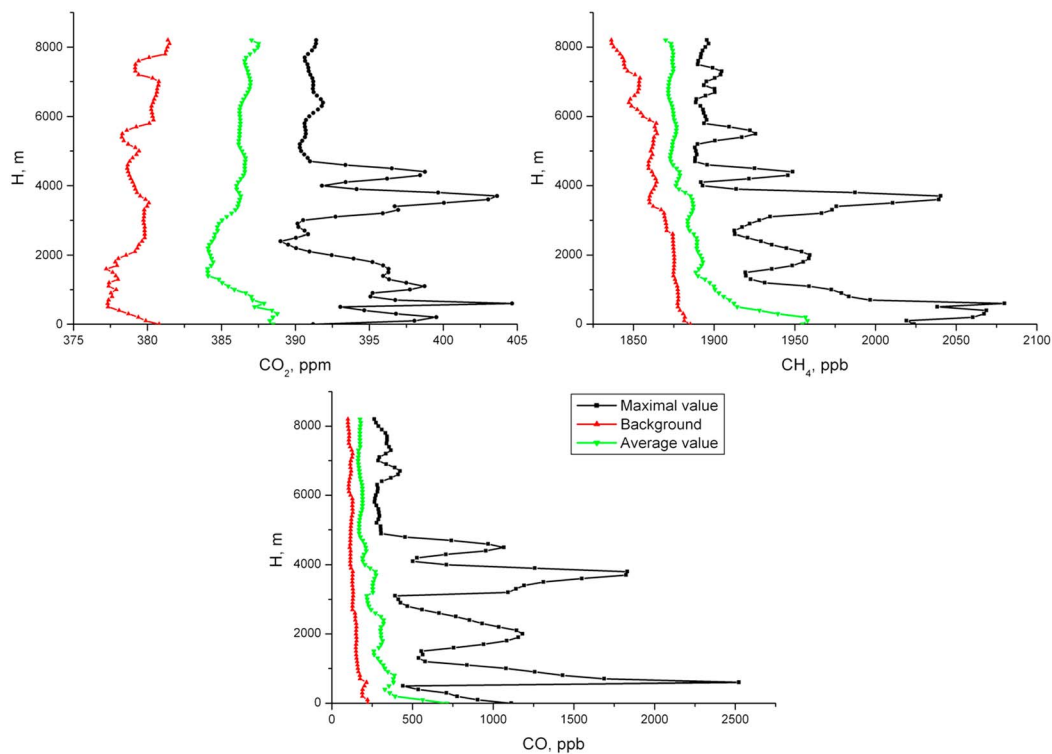 8000
6000
4000
2000
0
H, m
375 380 385 390 395 400 405
CO2, ppm
8000
6000
4000
2000
0
H, m
1850 1900 1950 2000 2050 2100
CH4, ppb
8000
6000
4000
2000
0
H, m
0 500 1000 1500 2000 2500
CO, ppb
Maximal value
Background
Average value